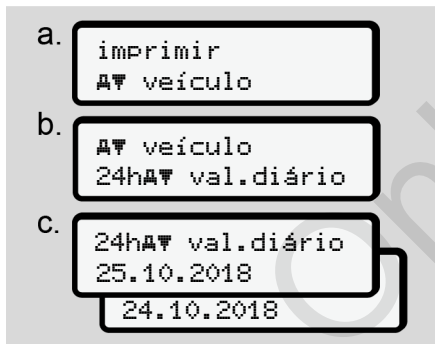 a.
imprimir
veículo
b.
veículo
24h val.diário
c.
24h val.diário
25.10.2018
24.10.2018